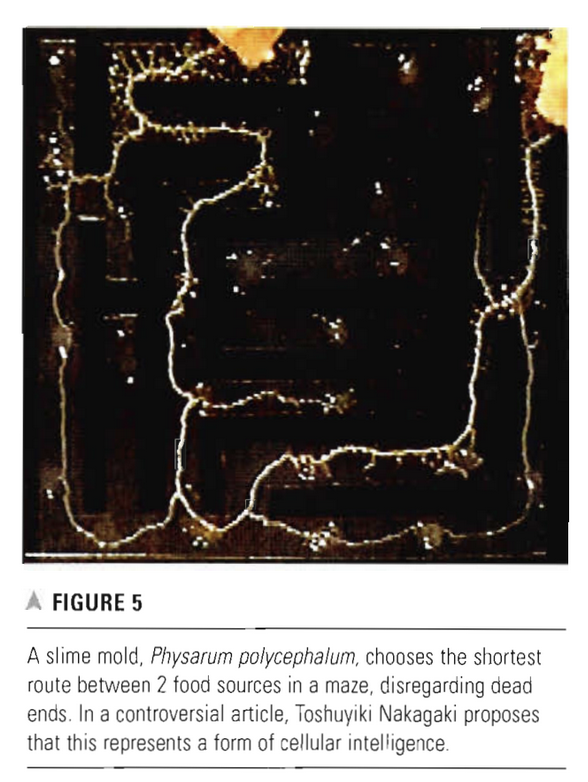 FIGURE 5
A slime mold, Physarum polycephalum, chooses the shortest
route between 2 food sources in a maze, disregarding dead
ends. In a controversial article, Toshuyiki Nakagaki proposes
that this represents a form of cellular intelligence.